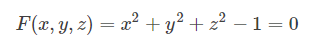 F(x, y, z) = x² + y² + z² − 1 = 0